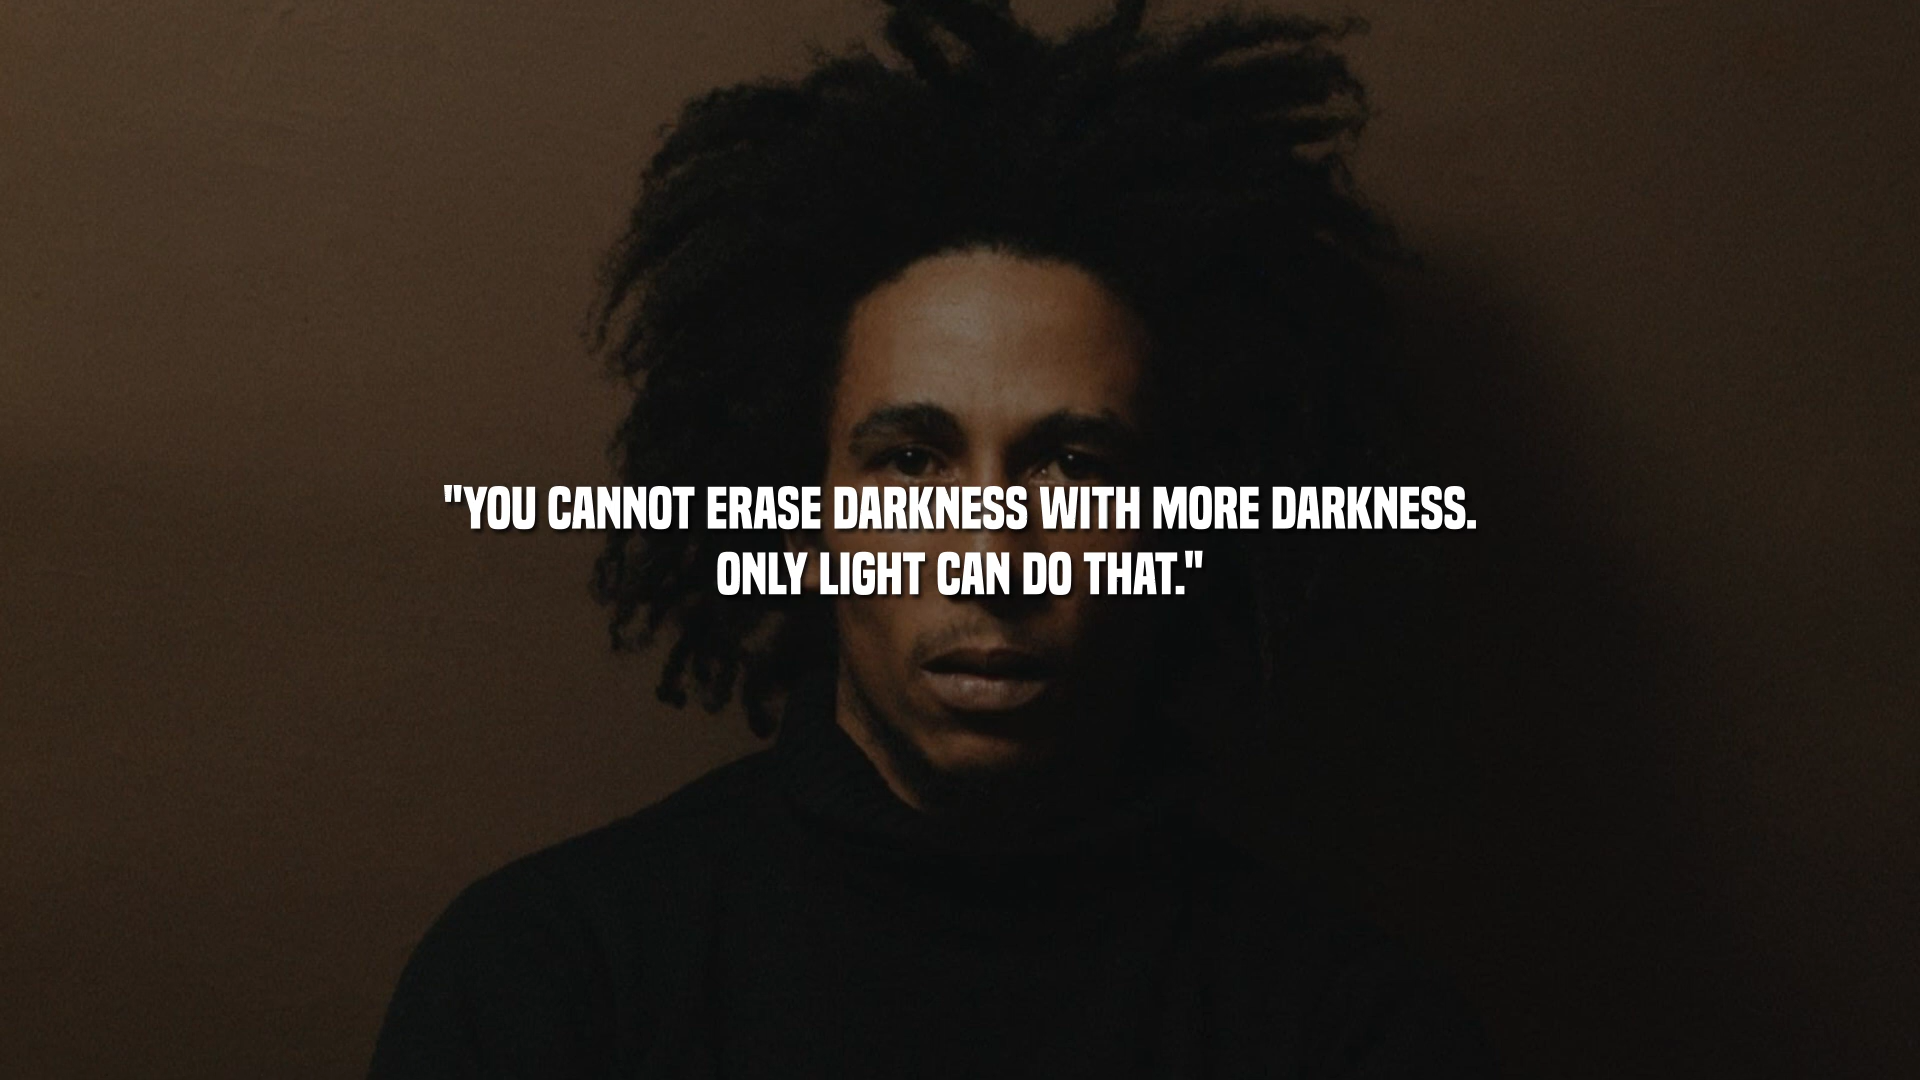 "YOU CANNOT ERASE DARKNESS WITH MORE DARKNESS.
ONLY LIGHT CAN DO THAT."